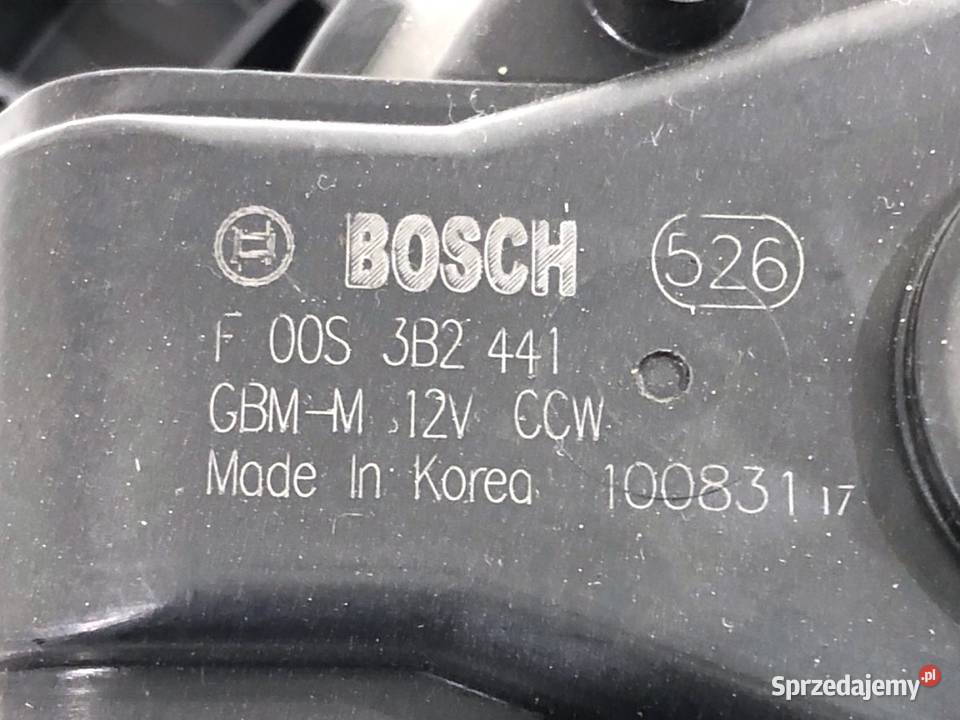 BOSCH 526
F 00S 3B2 441
GBM-M 12V CCW
Made In Korea 100831 17
Sprzedajemy.pl